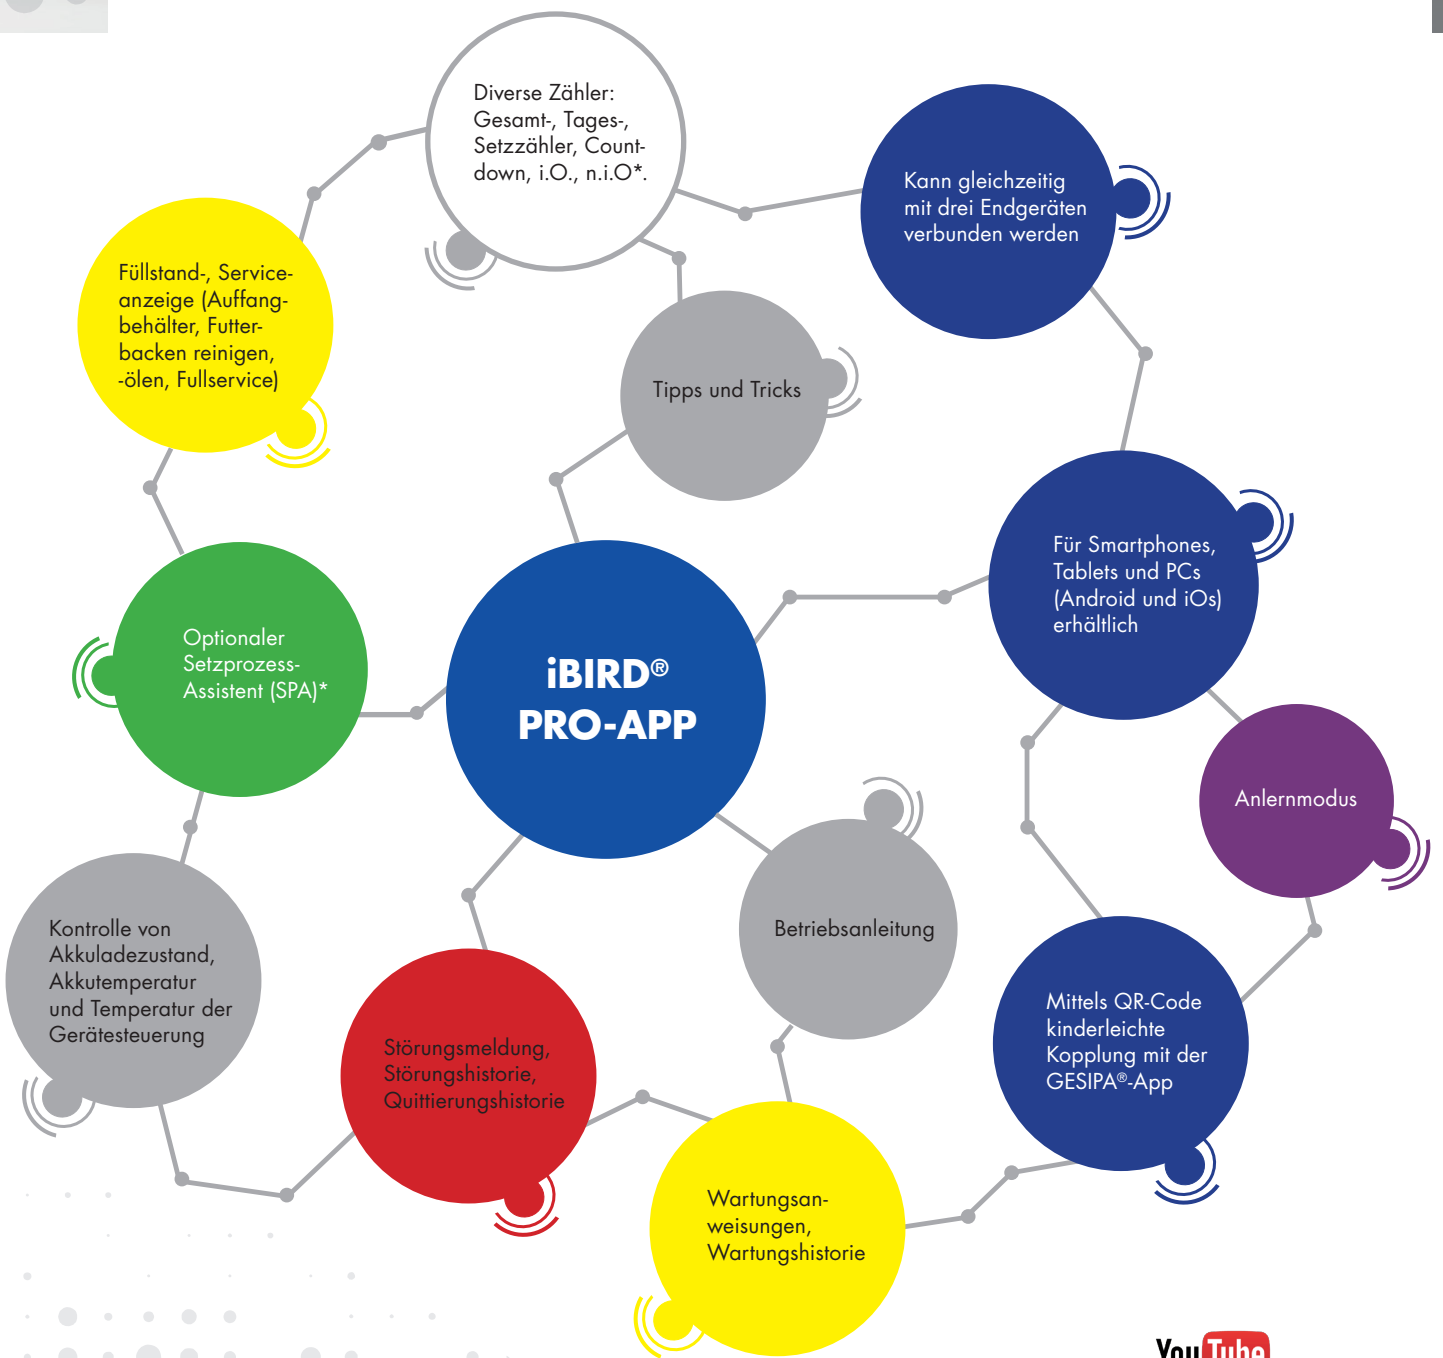 Diverse Zähler:
Gesamt-, Tages-,
Setzzähler, Count-
down, i.O., n.i.O*.
Kann gleichzeitig
mit drei Endgeräten
verbunden werden
Füllstand-, Service-
anzeige (Auffang-
behälter, Futter-
backen reinigen,
-ölen, Fullservice)
Tipps und Tricks
Für Smartphones,
Tablets und PCs
(Android und iOs)
erhältlich
Optionaler
Setzprozess-
Assistent (SPA)*
iBIRD®
PRO-APP
Anlernmodus
Kontrolle von
Akkuladezustand,
Akkutemperatur
und Temperatur der
Gerätesteuerung
Betriebsanleitung
Mittels QR-Code
kinderleichte
Kopplung mit der
GESIPA®-App
Störungsmeldung,
Störungshistorie,
Quittierungshistorie
Wartungsan-
weisungen,
Wartungshistorie
YouTube